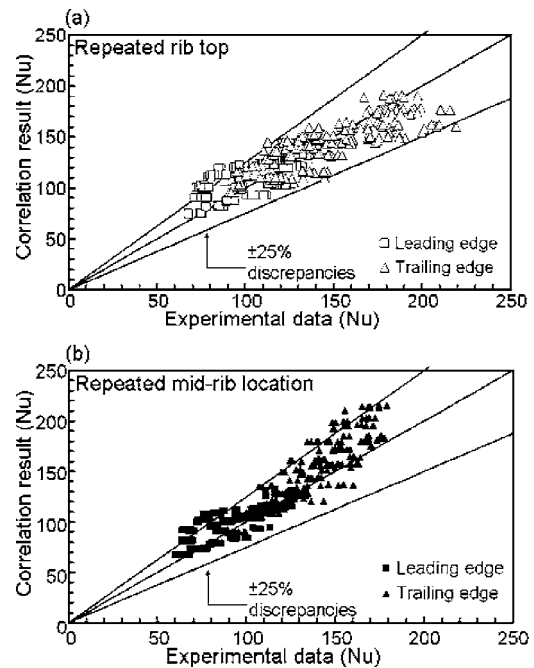 (a)
Repeated rib top
Correlation result (Nu)
250
200
150
100
50
0
±25%
discrepancies
Leading edge
Trailing edge
0 50 100 150 200 250
Experimental data (Nu)
(b)
Repeated mid-rib location
Correlation result (Nu)
250
200
150
100
50
0
±25%
discrepancies
Leading edge
Trailing edge
0 50 100 150 200 250
Experimental data (Nu)